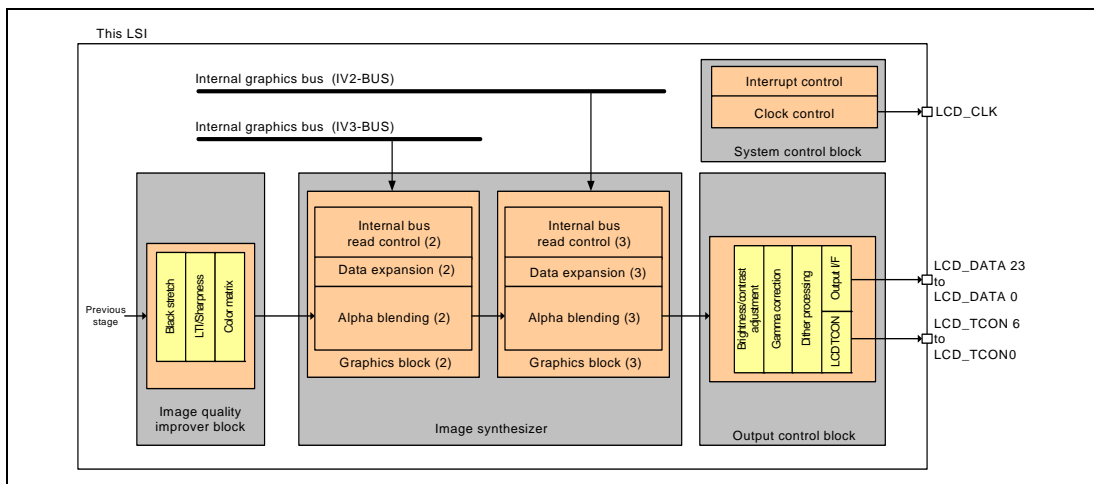 This LSI
Internal graphics bus (IV2-BUS)
Internal graphics bus (IV3-BUS)
Interrupt control
Clock control
System control block
LCD_CLK
Previous
stage
Black stretch
LTI/Sharpness
Color matrix
Image quality
improver block
Internal bus
read control (2)
Data expansion (2)
Alpha blending (2)
Graphics block (2)
Internal bus
read control (3)
Data expansion (3)
Alpha blending (3)
Graphics block (3)
Image synthesizer
Brightness/contrast
adjustment
Gamma correction
Dither processing
Output I/F
LCD TCON
Output control block
LCD_DATA 23
to
LCD_DATA 0
LCD_TCON 6
to
LCD_TCON0